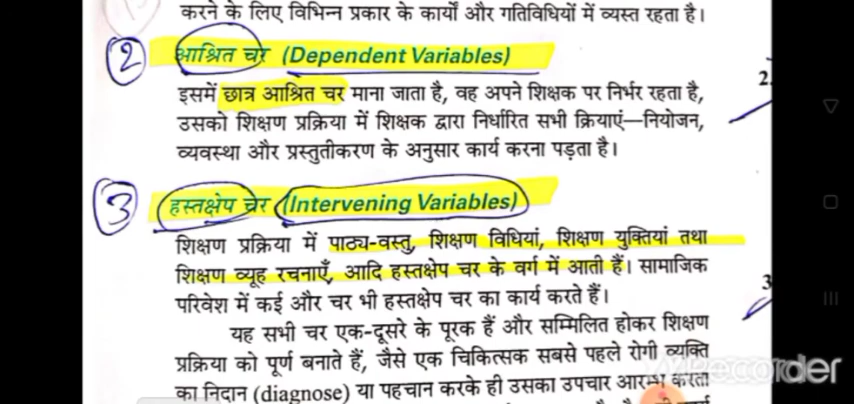 करने के लिए विभिन्न प्रकार के कार्यों और गतिविधियों में व्यस्त रहता है।
2 आश्रित चर (Dependent Variables)
इसमें छात्र आश्रित चर माना जाता है, वह अपने शिक्षक पर निर्भर रहता है,
2.
उसको शिक्षण प्रक्रिया में शिक्षक द्वारा निर्धारित सभी क्रियाएं—नियोजन,
व्यवस्था और प्रस्तुतीकरण के अनुसार कार्य करना पड़ता है।
3 हस्तक्षेप चर (Intervening Variables)
शिक्षण प्रक्रिया में पाठ्य-वस्तु, शिक्षण विधियां, शिक्षण युक्तियां तथा
शिक्षण व्यूह रचनाएँ, आदि हस्तक्षेप चर के वर्ग में आती हैं। सामाजिक
3
परिवेश में कई और चर भी हस्तक्षेप चर का कार्य करते हैं।
यह सभी चर एक-दूसरे के पूरक हैं और सम्मिलित होकर शिक्षण
प्रक्रिया को पूर्ण बनाते हैं, जैसे एक चिकित्सक सबसे पहले रोगी व्यक्ति
का निदान (diagnose) या पहचान करके ही उसका उपचार आरम्भ करता